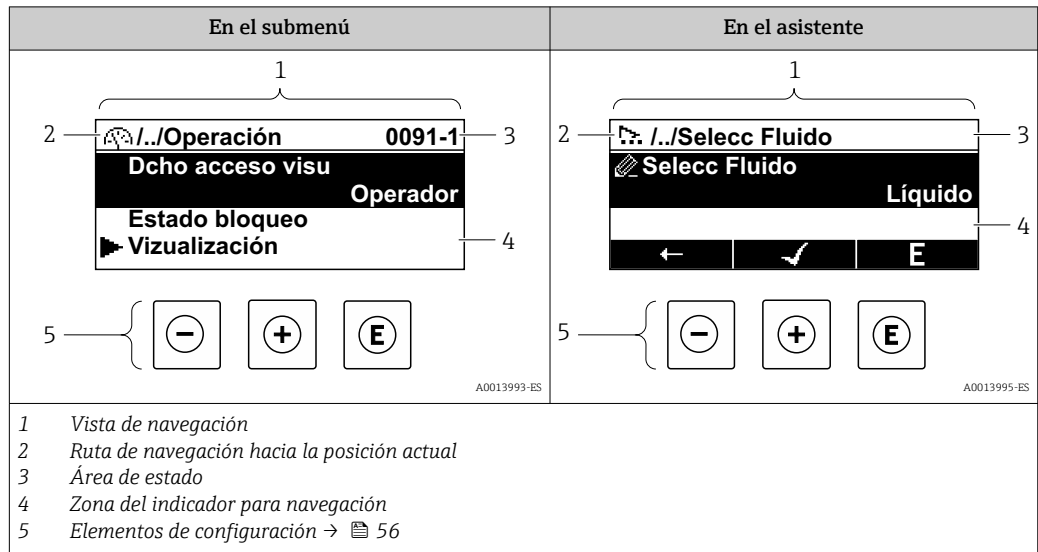 En el submenú
En el asistente
1
2
/../Operación 0091-1
3
Dcho acceso visu
Operador
Estado bloqueo
Vizualización
4
5
- + E
A0013993-ES
1
2
/../Selecc Fluido
3
Selecc Fluido
Líquido
4
← ✓ E
5
- + E
A0013995-ES
1 Vista de navegación
2 Ruta de navegación hacia la posición actual
3 Área de estado
4 Zona del indicador para navegación
5 Elementos de configuración → 56